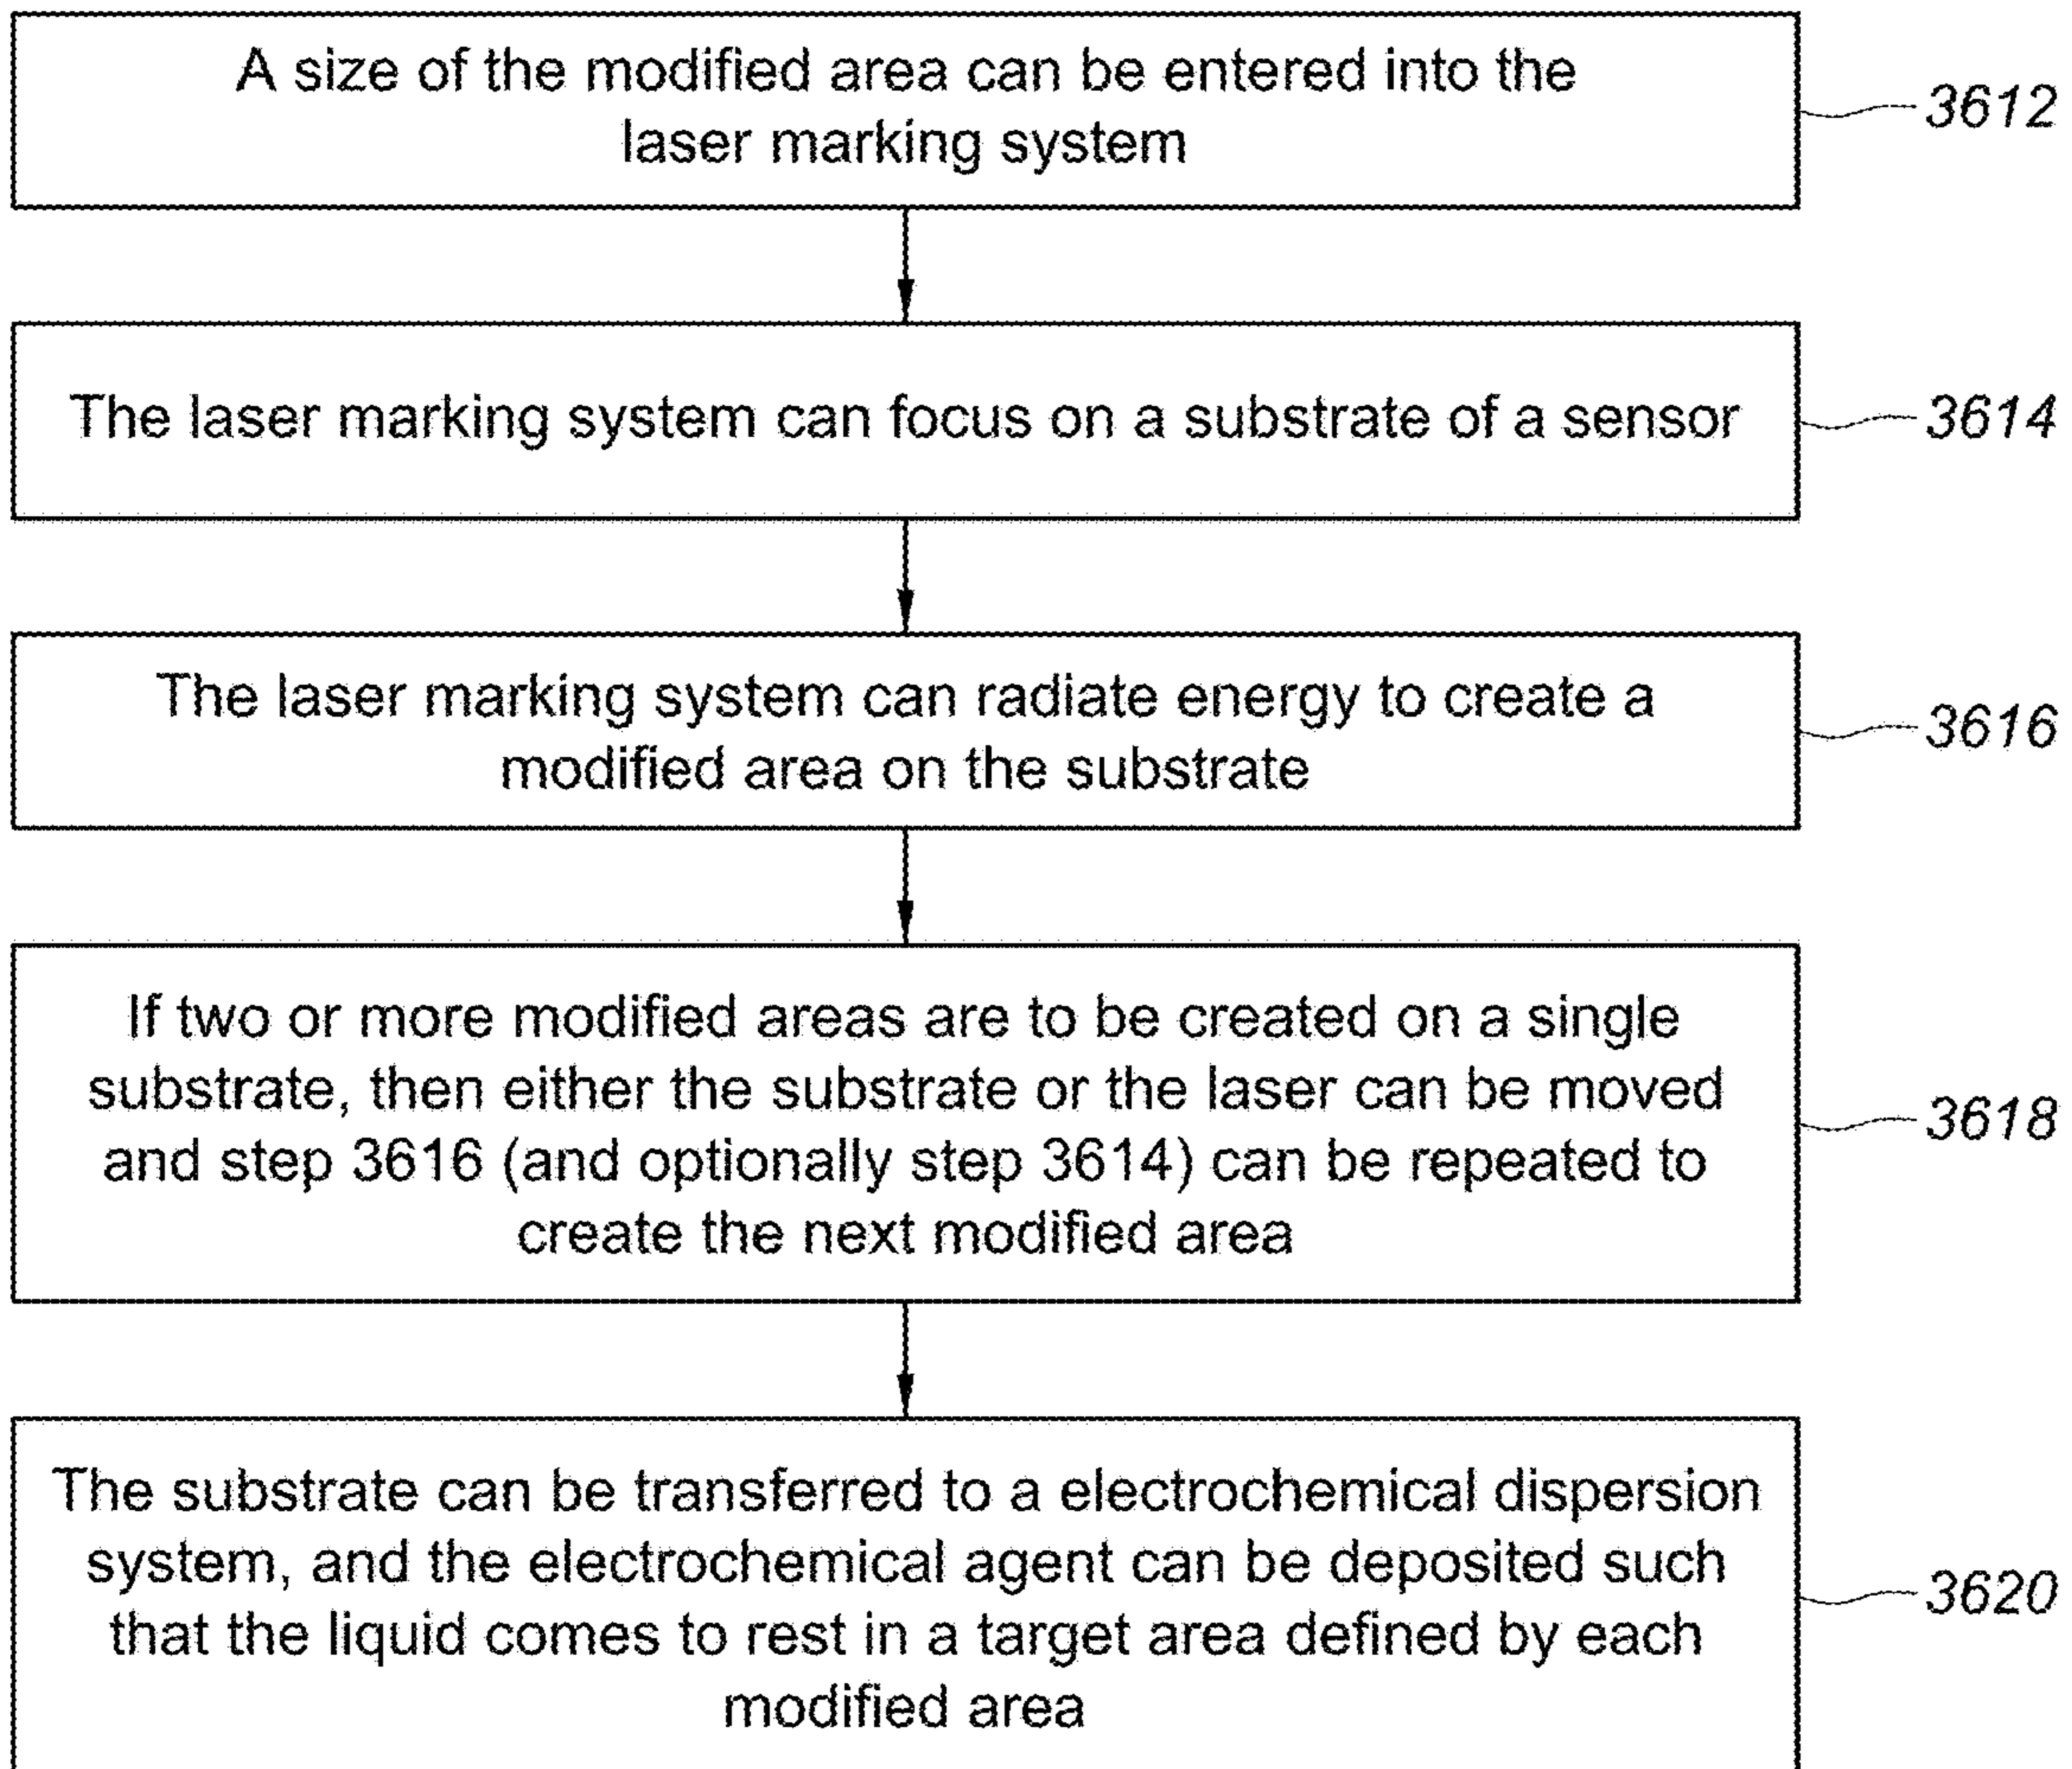 A size of the modified area can be entered into the
laser marking system
3612
The laser marking system can focus on a substrate of a sensor
3614
The laser marking system can radiate energy to create a
modified area on the substrate
3616
If two or more modified areas are to be created on a single
substrate, then either the substrate or the laser can be moved
and step 3616 (and optionally step 3614) can be repeated to
create the next modified area
3618
The substrate can be transferred to a electrochemical dispersion
system, and the electrochemical agent can be deposited such
that the liquid comes to rest in a target area defined by each
modified area
3620